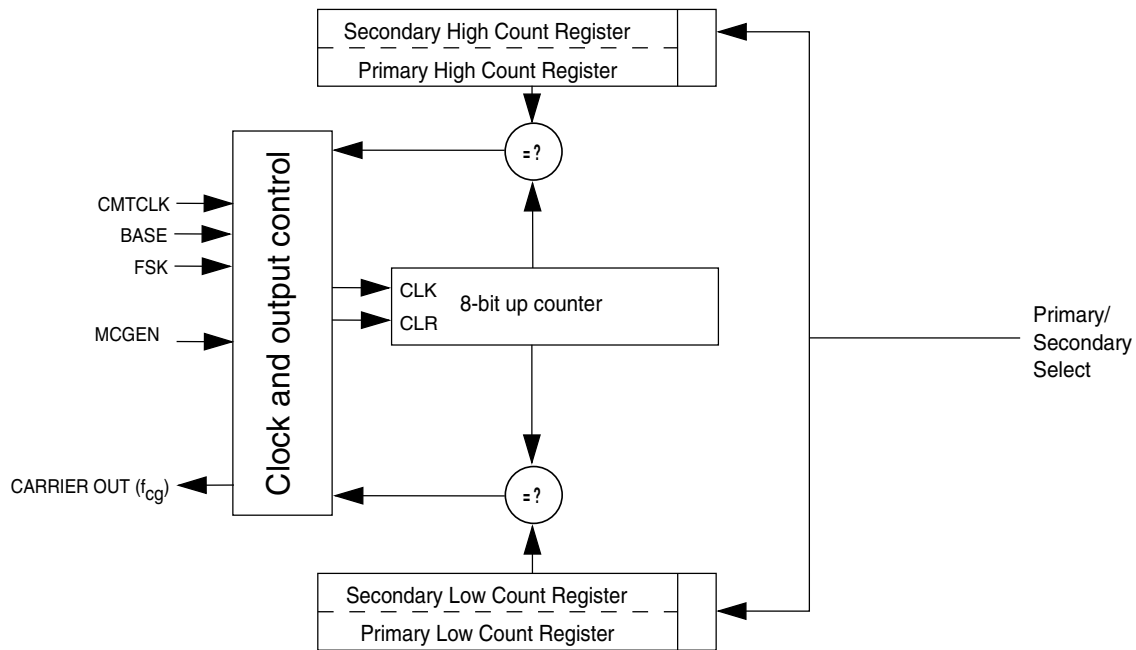 Secondary High Count Register
Primary High Count Register
=?
Clock and output control
CMTCLK
BASE
FSK
MCGEN
CLK
CLR
8-bit up counter
Primary/
Secondary
Select
CARRIER OUT (fcg)
=?
Secondary Low Count Register
Primary Low Count Register